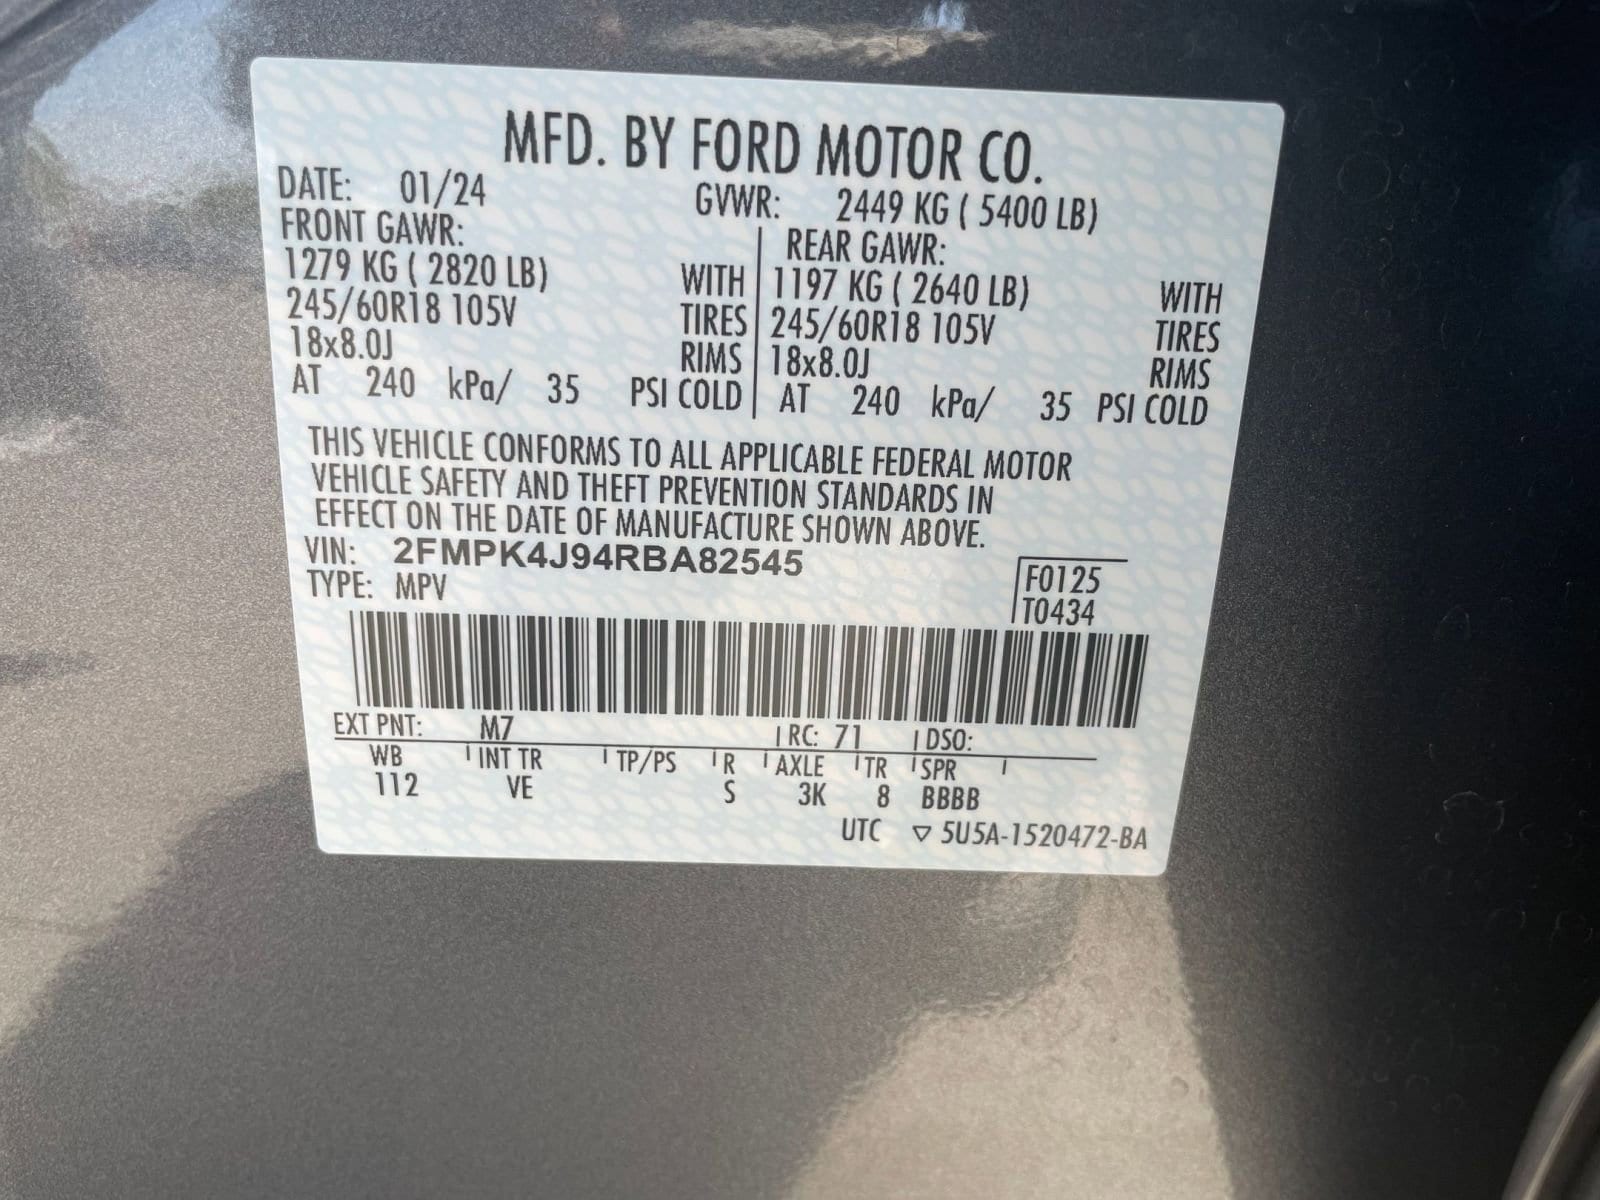 MFD. BY FORD MOTOR CO.
DATE: 01/24 GVWR: 2449 KG ( 5400 LB)
FRONT GAWR: REAR GAWR:
1279 KG ( 2820 LB) WITH 1197 KG ( 2640 LB) WITH
245/60R18 105V TIRES 245/60R18 105V TIRES
18x8.0J RIMS 18x8.0J RIMS
AT 240 kPa/ 35 PSI COLD AT 240 kPa/ 35 PSI COLD
THIS VEHICLE CONFORMS TO ALL APPLICABLE FEDERAL MOTOR
VEHICLE SAFETY AND THEFT PREVENTION STANDARDS IN
EFFECT ON THE DATE OF MANUFACTURE SHOWN ABOVE.
VIN: 2FMPK4J94RBA82545
TYPE: MPV F0125
T0434
EXT PNT: M7 RC: 71 DSO:
WB INT TR TP/PS R AXLE TR SPR
112 VE S 3K 8 BBBB
UTC ▽ 5U5A-1520472-BA